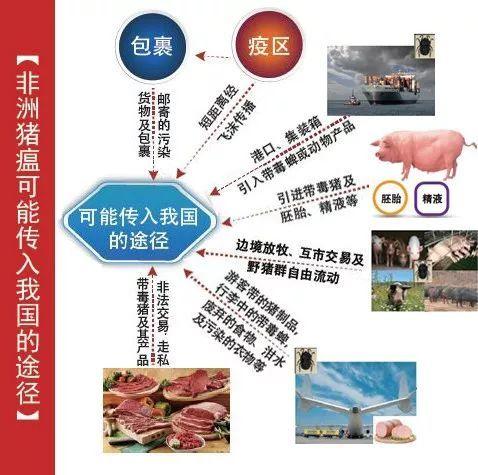 【非洲猪瘟可能传入我国的途径】
包裹
疫区
邮寄的污染
货物及包裹
短距离经
飞沫传播
港口、集装箱
引入带毒蜱或动物产品
引进带毒猪及
胚胎、精液等
胚胎
精液
可能传入我国
的途径
边境放牧、互市交易及
野猪群自由流动
游客带的猪制品,
行李中的带毒蜱,
废弃的食物、泔水
及污染的衣物等
非法交易、走私
带毒猪及其产品